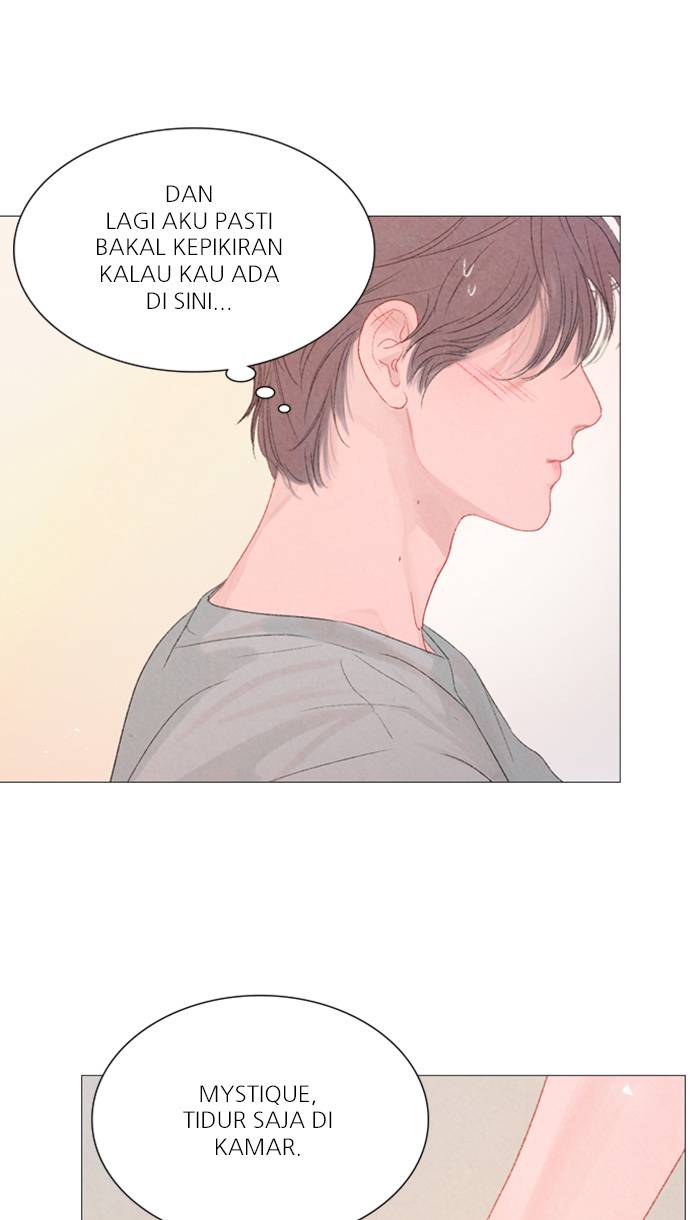 DAN
LAGI AKU PASTI
BAKAL KEPIKIRAN
KALAU KAU ADA
DI SINI...
MYSTIQUE,
TIDUR SAJA DI
KAMAR.